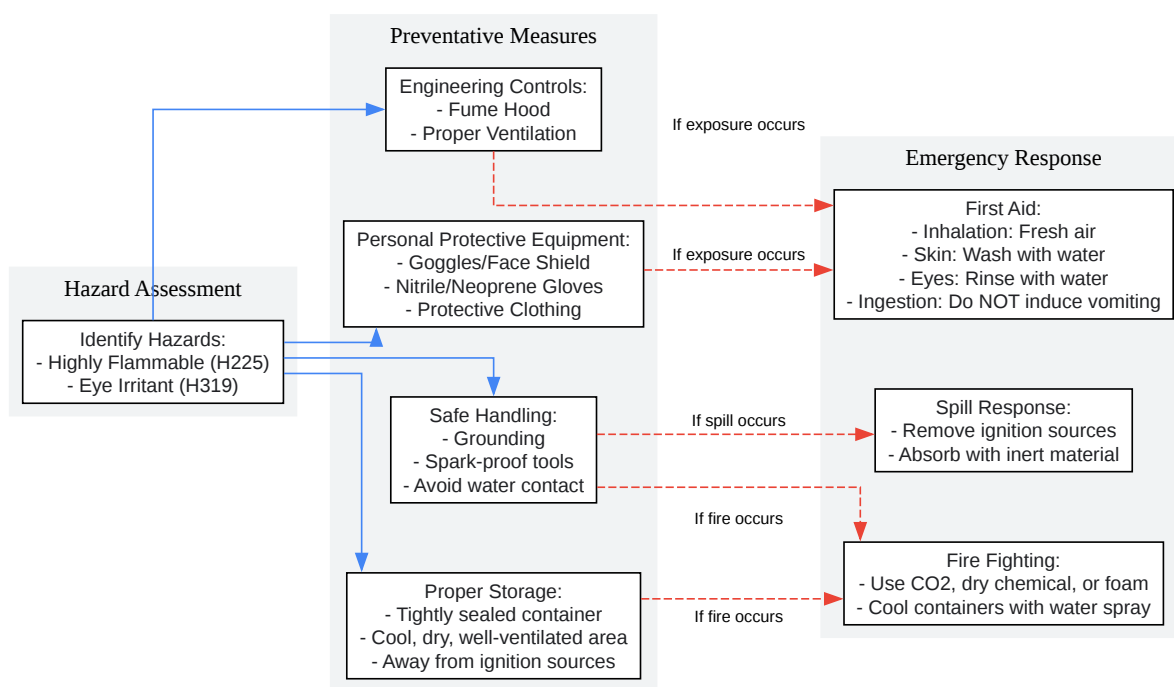 Hazard Assessment
Identify Hazards:
- Highly Flammable (H225)
- Eye Irritant (H319)
Preventative Measures
Engineering Controls:
- Fume Hood
- Proper Ventilation
Personal Protective Equipment:
- Goggles/Face Shield
- Nitrile/Neoprene Gloves
- Protective Clothing
Safe Handling:
- Grounding
- Spark-proof tools
- Avoid water contact
Proper Storage:
- Tightly sealed container
- Cool, dry, well-ventilated area
- Away from ignition sources
If exposure occurs
If exposure occurs
If spill occurs
If fire occurs
If fire occurs
Emergency Response
First Aid:
- Inhalation: Fresh air
- Skin: Wash with water
- Eyes: Rinse with water
- Ingestion: Do NOT induce vomiting
Spill Response:
- Remove ignition sources
- Absorb with inert material
Fire Fighting:
- Use CO2, dry chemical, or foam
- Cool containers with water spray